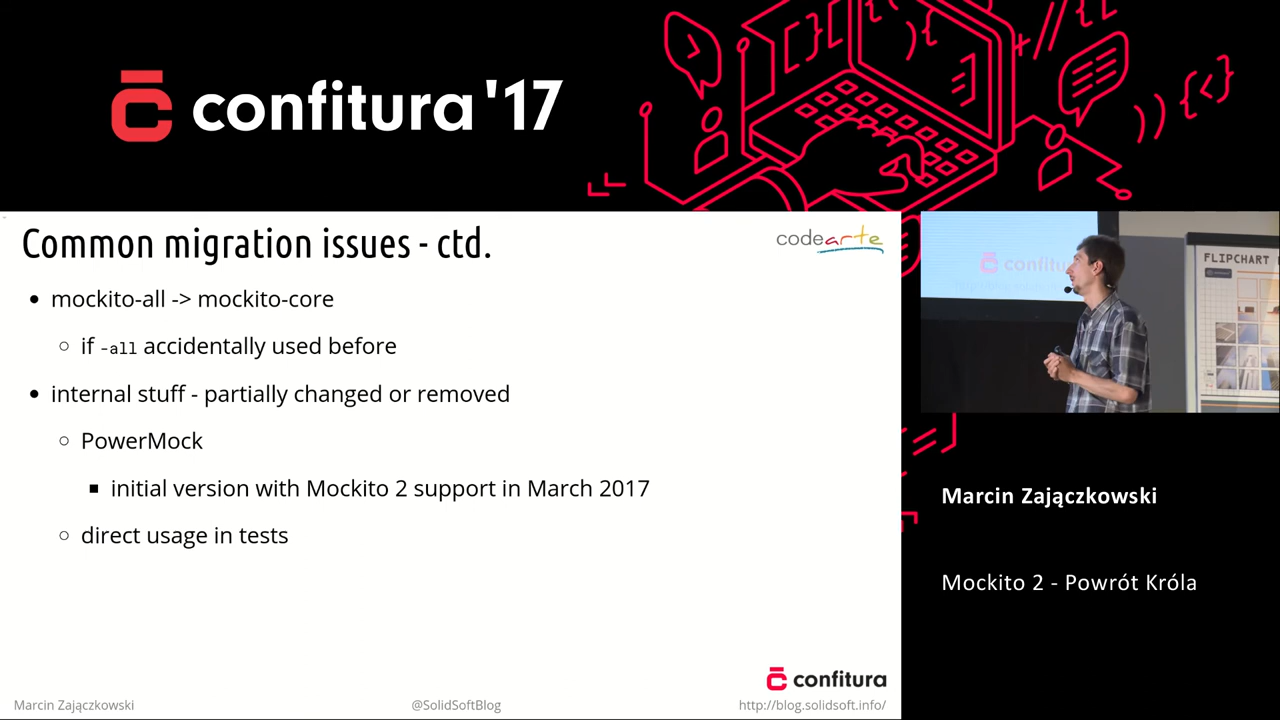 confitura '17
Common migration issues - ctd.
codearte
• mockito-all -> mockito-core
○ if -all accidentally used before
• internal stuff - partially changed or removed
○ PowerMock
▪ initial version with Mockito 2 support in March 2017
○ direct usage in tests
confitura
Marcin Zajączkowski
@SolidSoftBlog
http://blog.solidsoft.info/
confitu
FLIPCHART
Marcin Zajączkowski
Mockito 2 - Powrót Króla